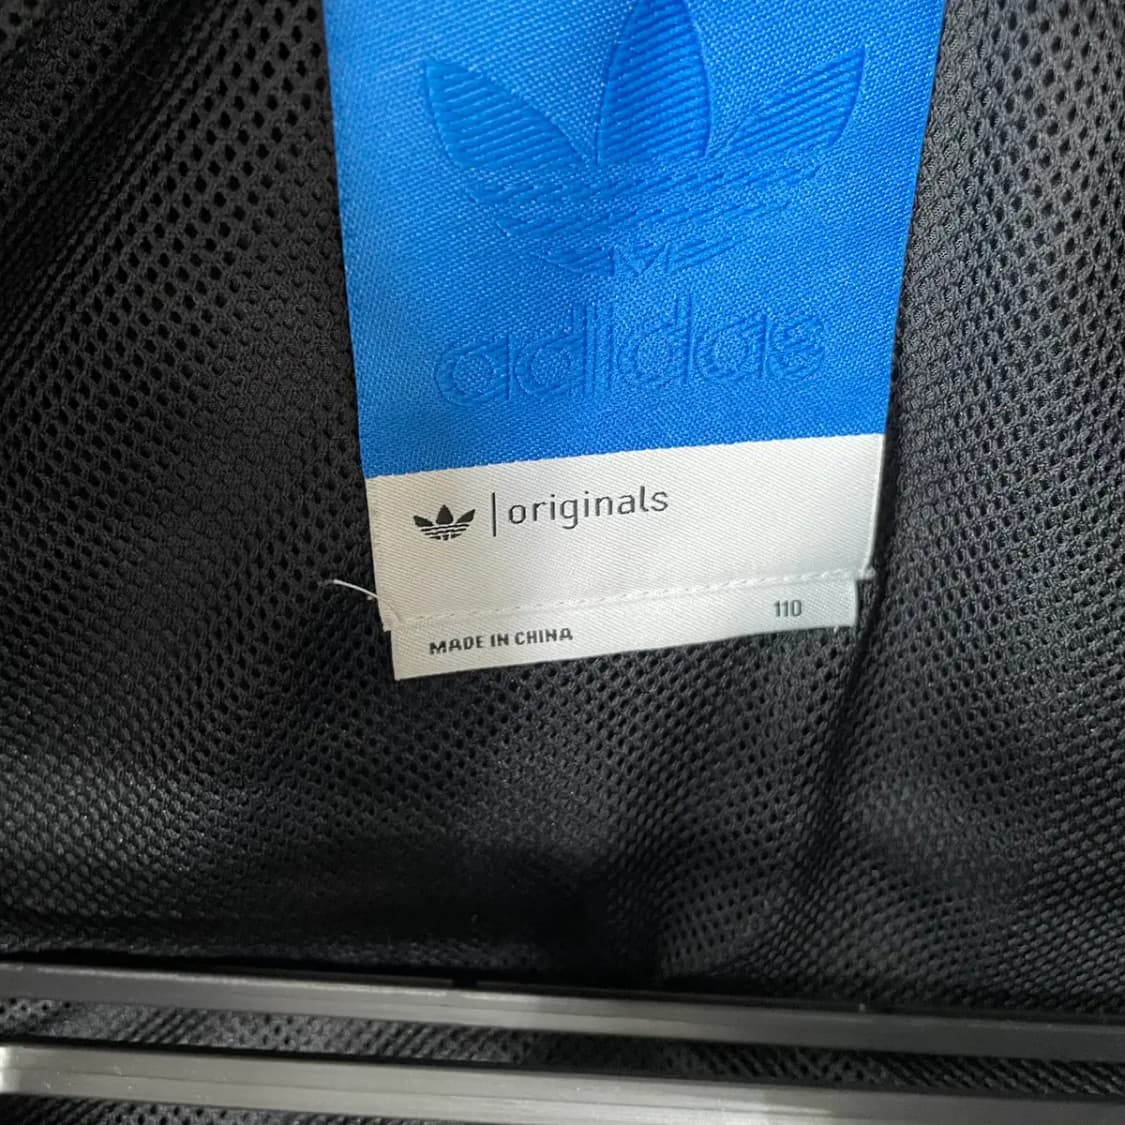 adidas
| originals
110
MADE IN CHINA